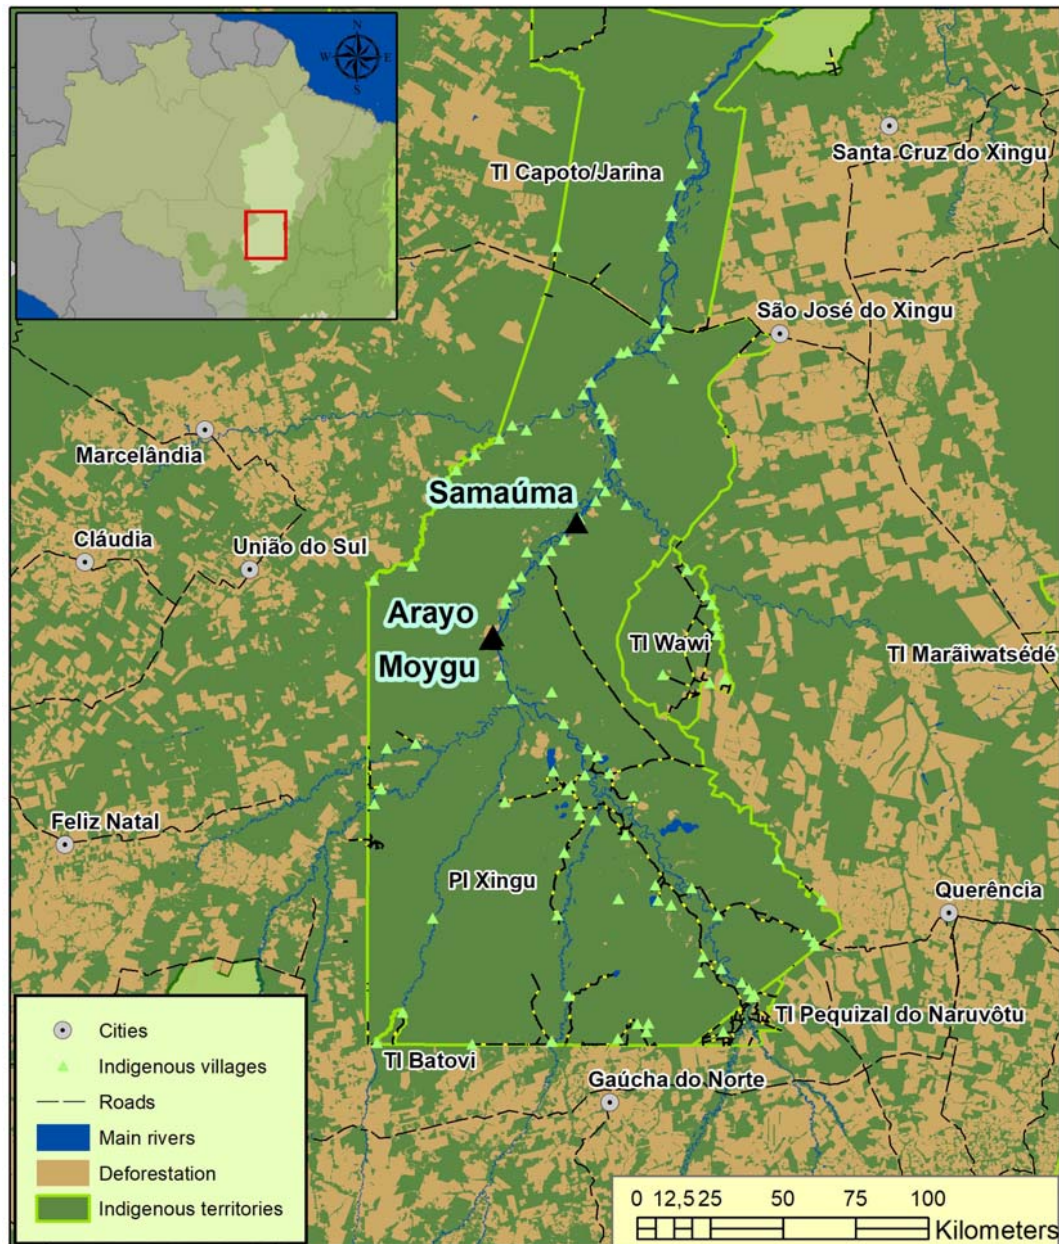 N
W E
S
Santa Cruz do Xingu
TI Capoto/Jarina
São José do Xingu
Marcelândia
Samaúma
Cláudia
União do Sul
Arayo
TI Wawi
TI Marãiwatsédé
Moygu
Feliz Natal
PI Xingu
Querência
TI Pequizal do Naruvôtu
TI Batovi
Gaúcha do Norte
Cities
Indigenous villages
Roads
Main rivers
Deforestation
Indigenous territories
0 12,525 50 75 100
Kilometers